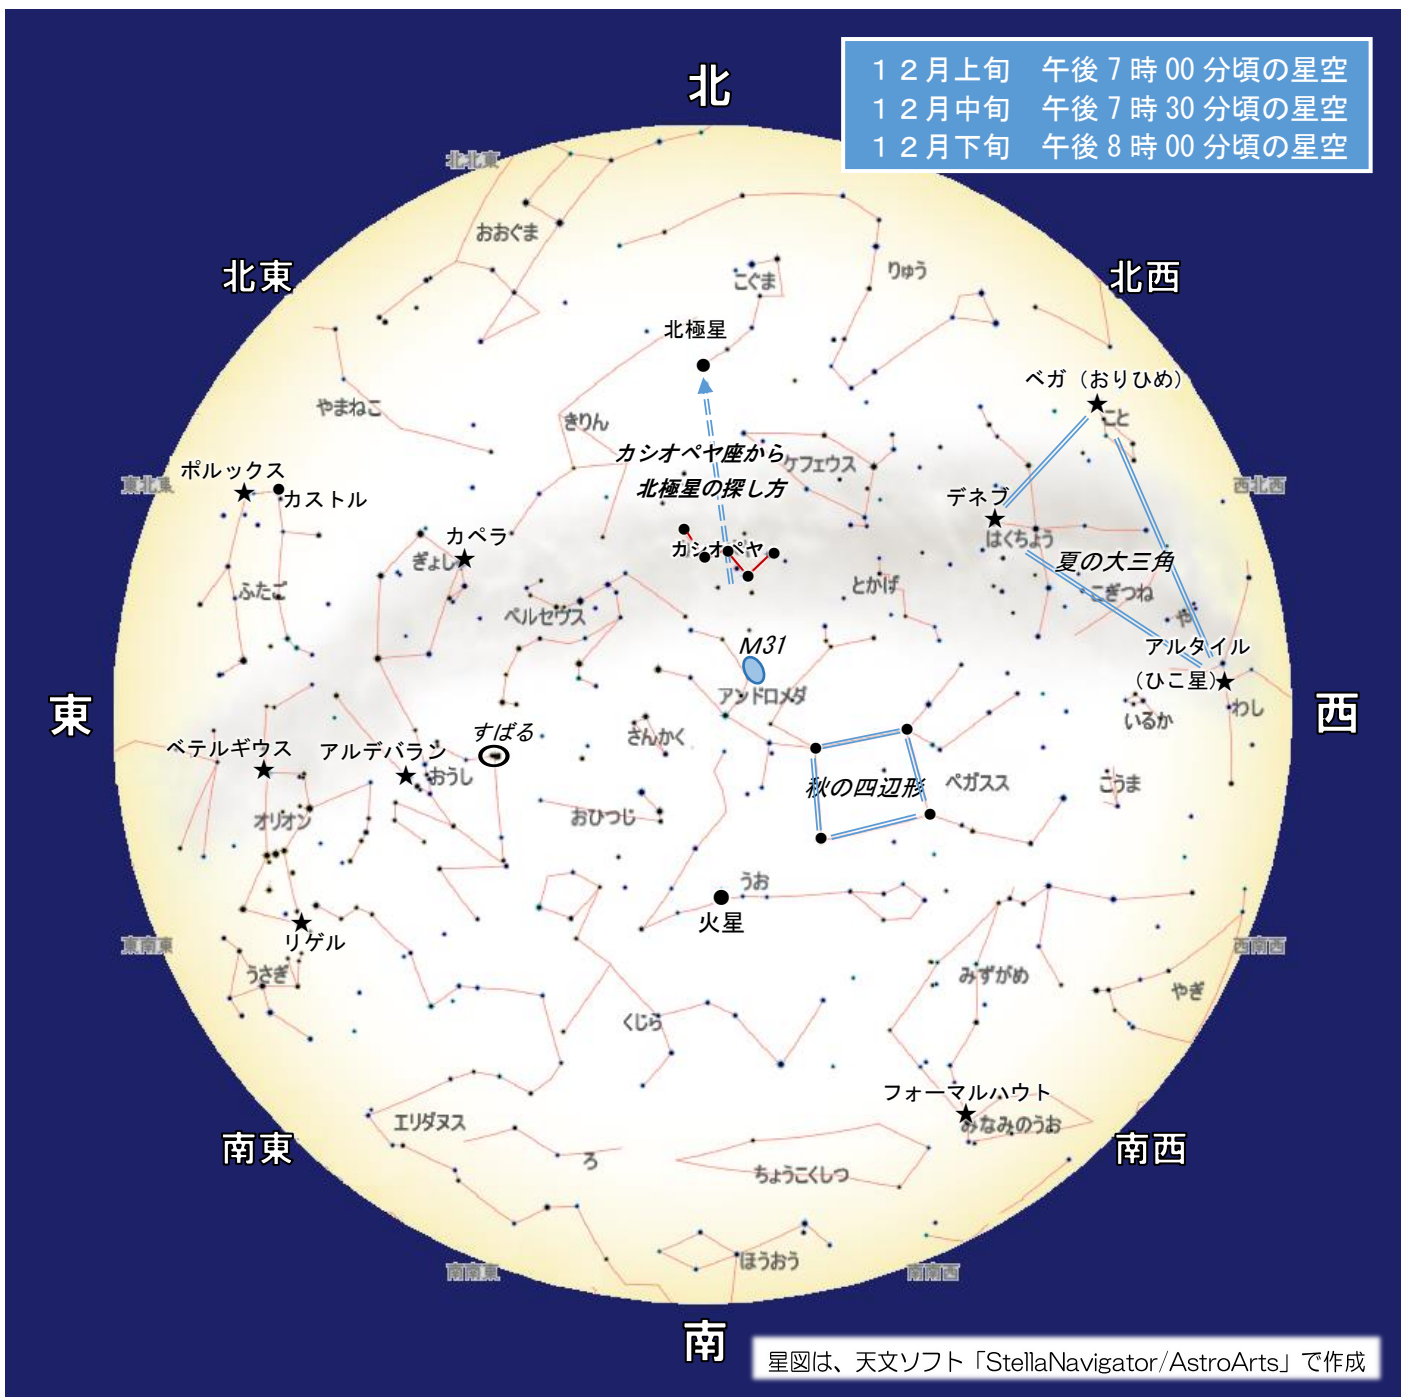 １２月上旬　午後７時00分頃の星空
１２月中旬　午後７時30分頃の星空
１２月下旬　午後８時00分頃の星空
北
北北東
おおぐま
北東
北西
こぐま
りゅう
北極星
ベガ（おりひめ）
こと
やまねこ
きりん
カシオペヤ座から
北極星の探し方
ケフェウス
ポルックス
カストル
東北東
西北西
デネブ
はくちょう
カペラ
ぎょしゃ
カシオペヤ
夏の大三角
ふたご
とかげ
こぎつね
ペルセウス
や
M31
アルタイル
（ひこ星）
アンドロメダ
東
西
わし
いるか
すばる
さんかく
ベテルギウス
アルデバラン
おうし
秋の四辺形
ペガスス
こうま
オリオン
おひつじ
うお
火星
リゲル
東南東
西南西
うさぎ
みずがめ
やぎ
くじら
フォーマルハウト
みなみのうお
エリダヌス
南東
南西
ろ
ちょうこくしつ
ほうおう
南南東
南南西
南
星図は、天文ソフト「StellaNavigator/AstroArts」で作成